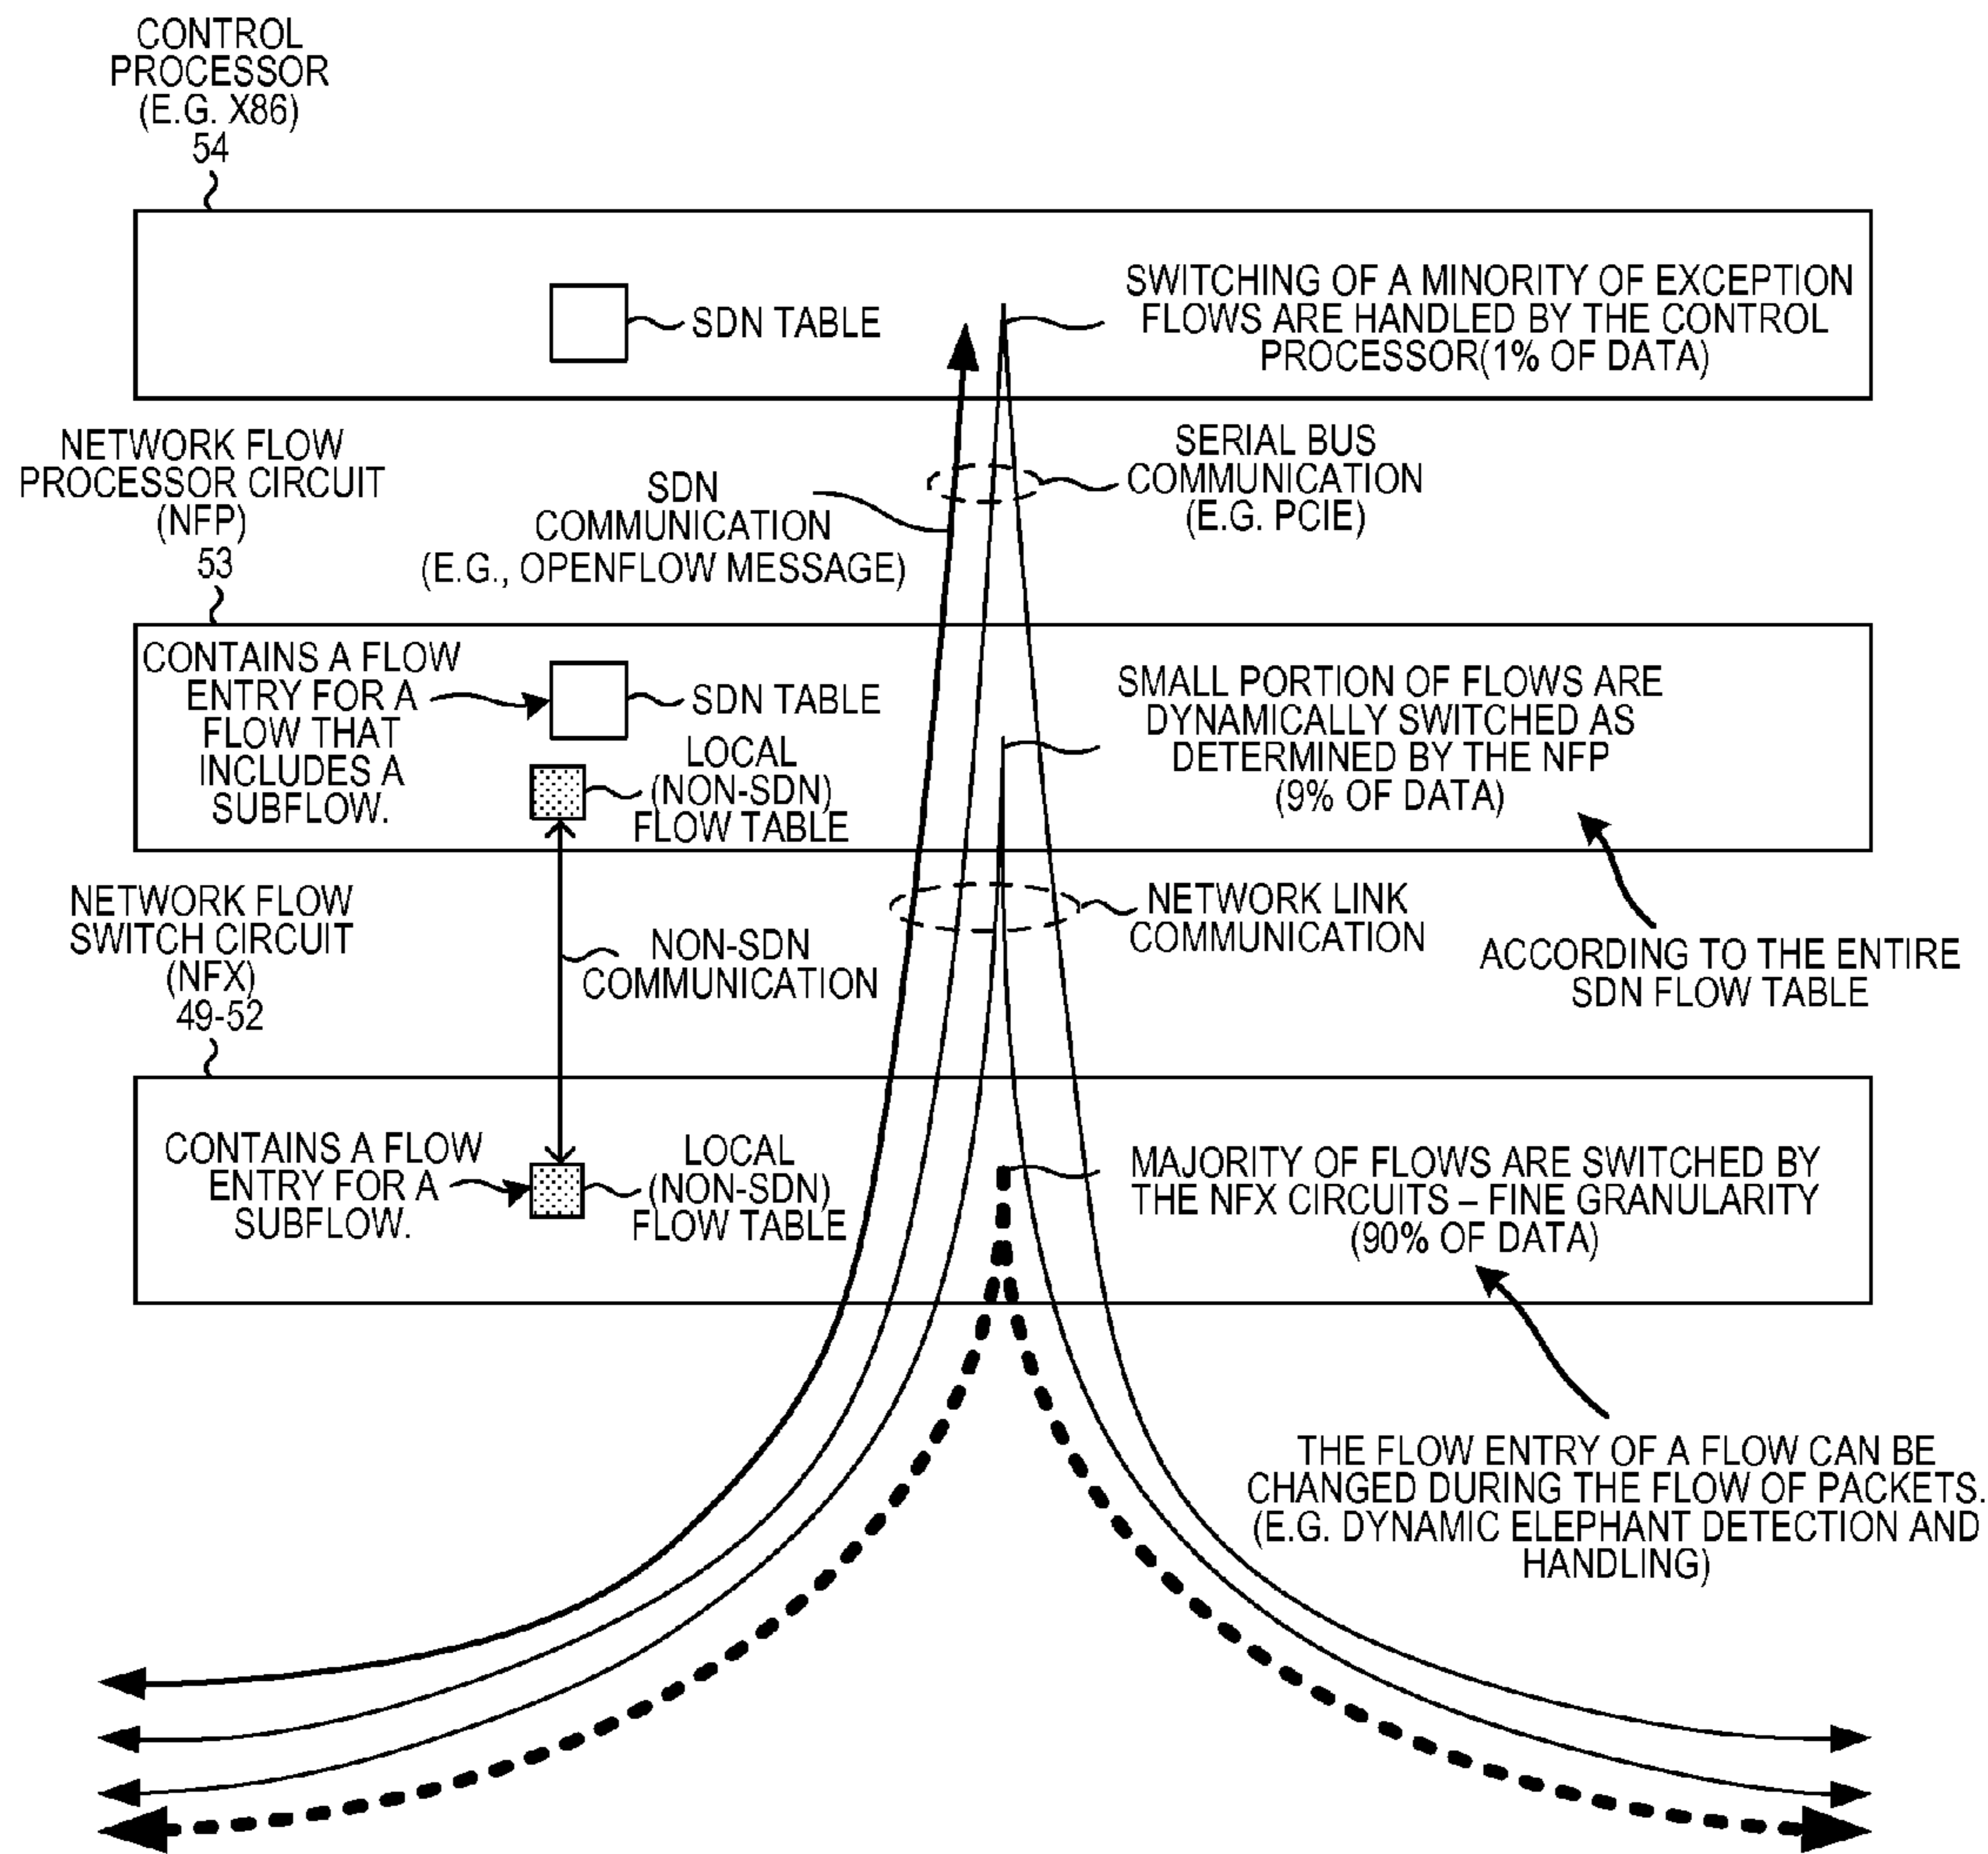 CONTROL
PROCESSOR
(E.G. X86)
54
SDN TABLE
SWITCHING OF A MINORITY OF EXCEPTION
FLOWS ARE HANDLED BY THE CONTROL
PROCESSOR(1% OF DATA)
NETWORK FLOW
PROCESSOR CIRCUIT
(NFP)
53
SDN
COMMUNICATION
(E.G., OPENFLOW MESSAGE)
SERIAL BUS
COMMUNICATION
(E.G. PCIE)
CONTAINS A FLOW
ENTRY FOR A
FLOW THAT
INCLUDES A
SUBFLOW.
SDN TABLE
LOCAL
(NON-SDN)
FLOW TABLE
SMALL PORTION OF FLOWS ARE
DYNAMICALLY SWITCHED AS
DETERMINED BY THE NFP
(9% OF DATA)
NETWORK FLOW
SWITCH CIRCUIT
(NFX)
49-52
NON-SDN
COMMUNICATION
NETWORK LINK
COMMUNICATION
ACCORDING TO THE ENTIRE
SDN FLOW TABLE
CONTAINS A FLOW
ENTRY FOR A
SUBFLOW.
LOCAL
(NON-SDN)
FLOW TABLE
MAJORITY OF FLOWS ARE SWITCHED BY
THE NFX CIRCUITS – FINE GRANULARITY
(90% OF DATA)
THE FLOW ENTRY OF A FLOW CAN BE
CHANGED DURING THE FLOW OF PACKETS.
(E.G. DYNAMIC ELEPHANT DETECTION AND
HANDLING)